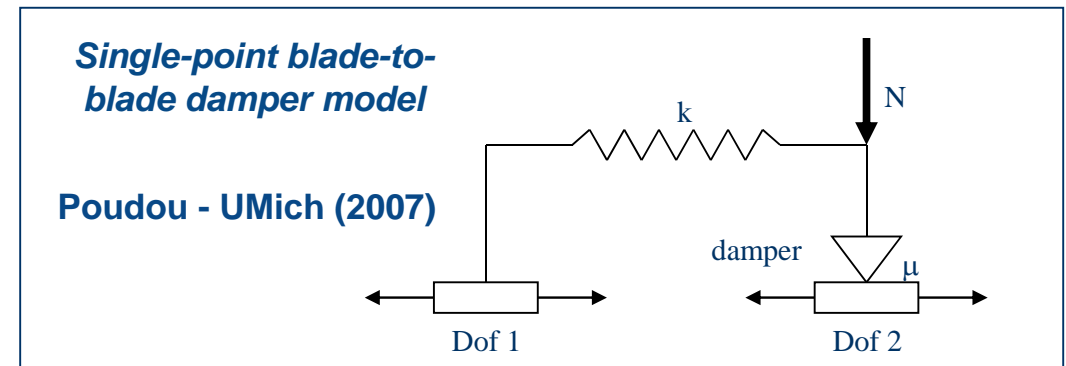 Single-point blade-to-
blade damper model
Poudou - UMich (2007)
N
k
damper
μ
Dof 1
Dof 2